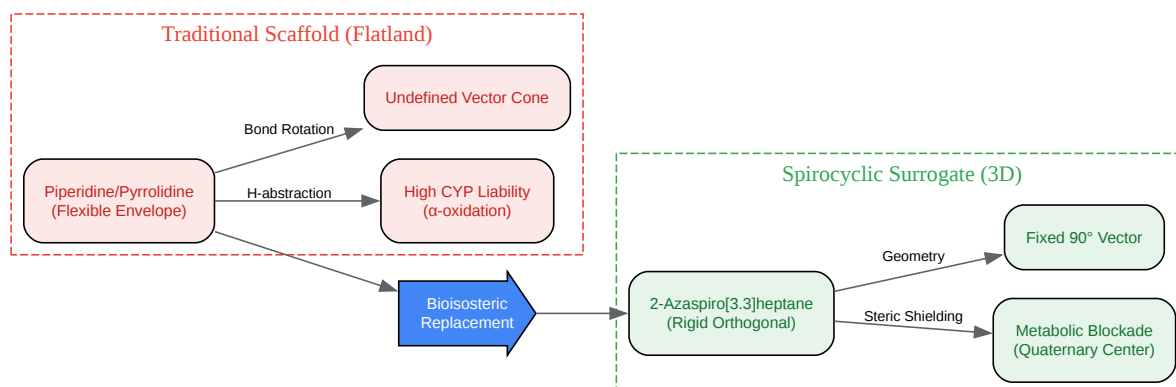 Traditional Scaffold (Flatland)
Undefined Vector Cone
Bond Rotation
Piperidine/Pyrrolidine
(Flexible Envelope)
H-abstraction
High CYP Liability
(α-oxidation)
Bioisosteric
Replacement
Spirocyclic Surrogate (3D)
2-Azaspiro[3.3]heptane
(Rigid Orthogonal)
Geometry
Fixed 90° Vector
Steric Shielding
Metabolic Blockade
(Quaternary Center)